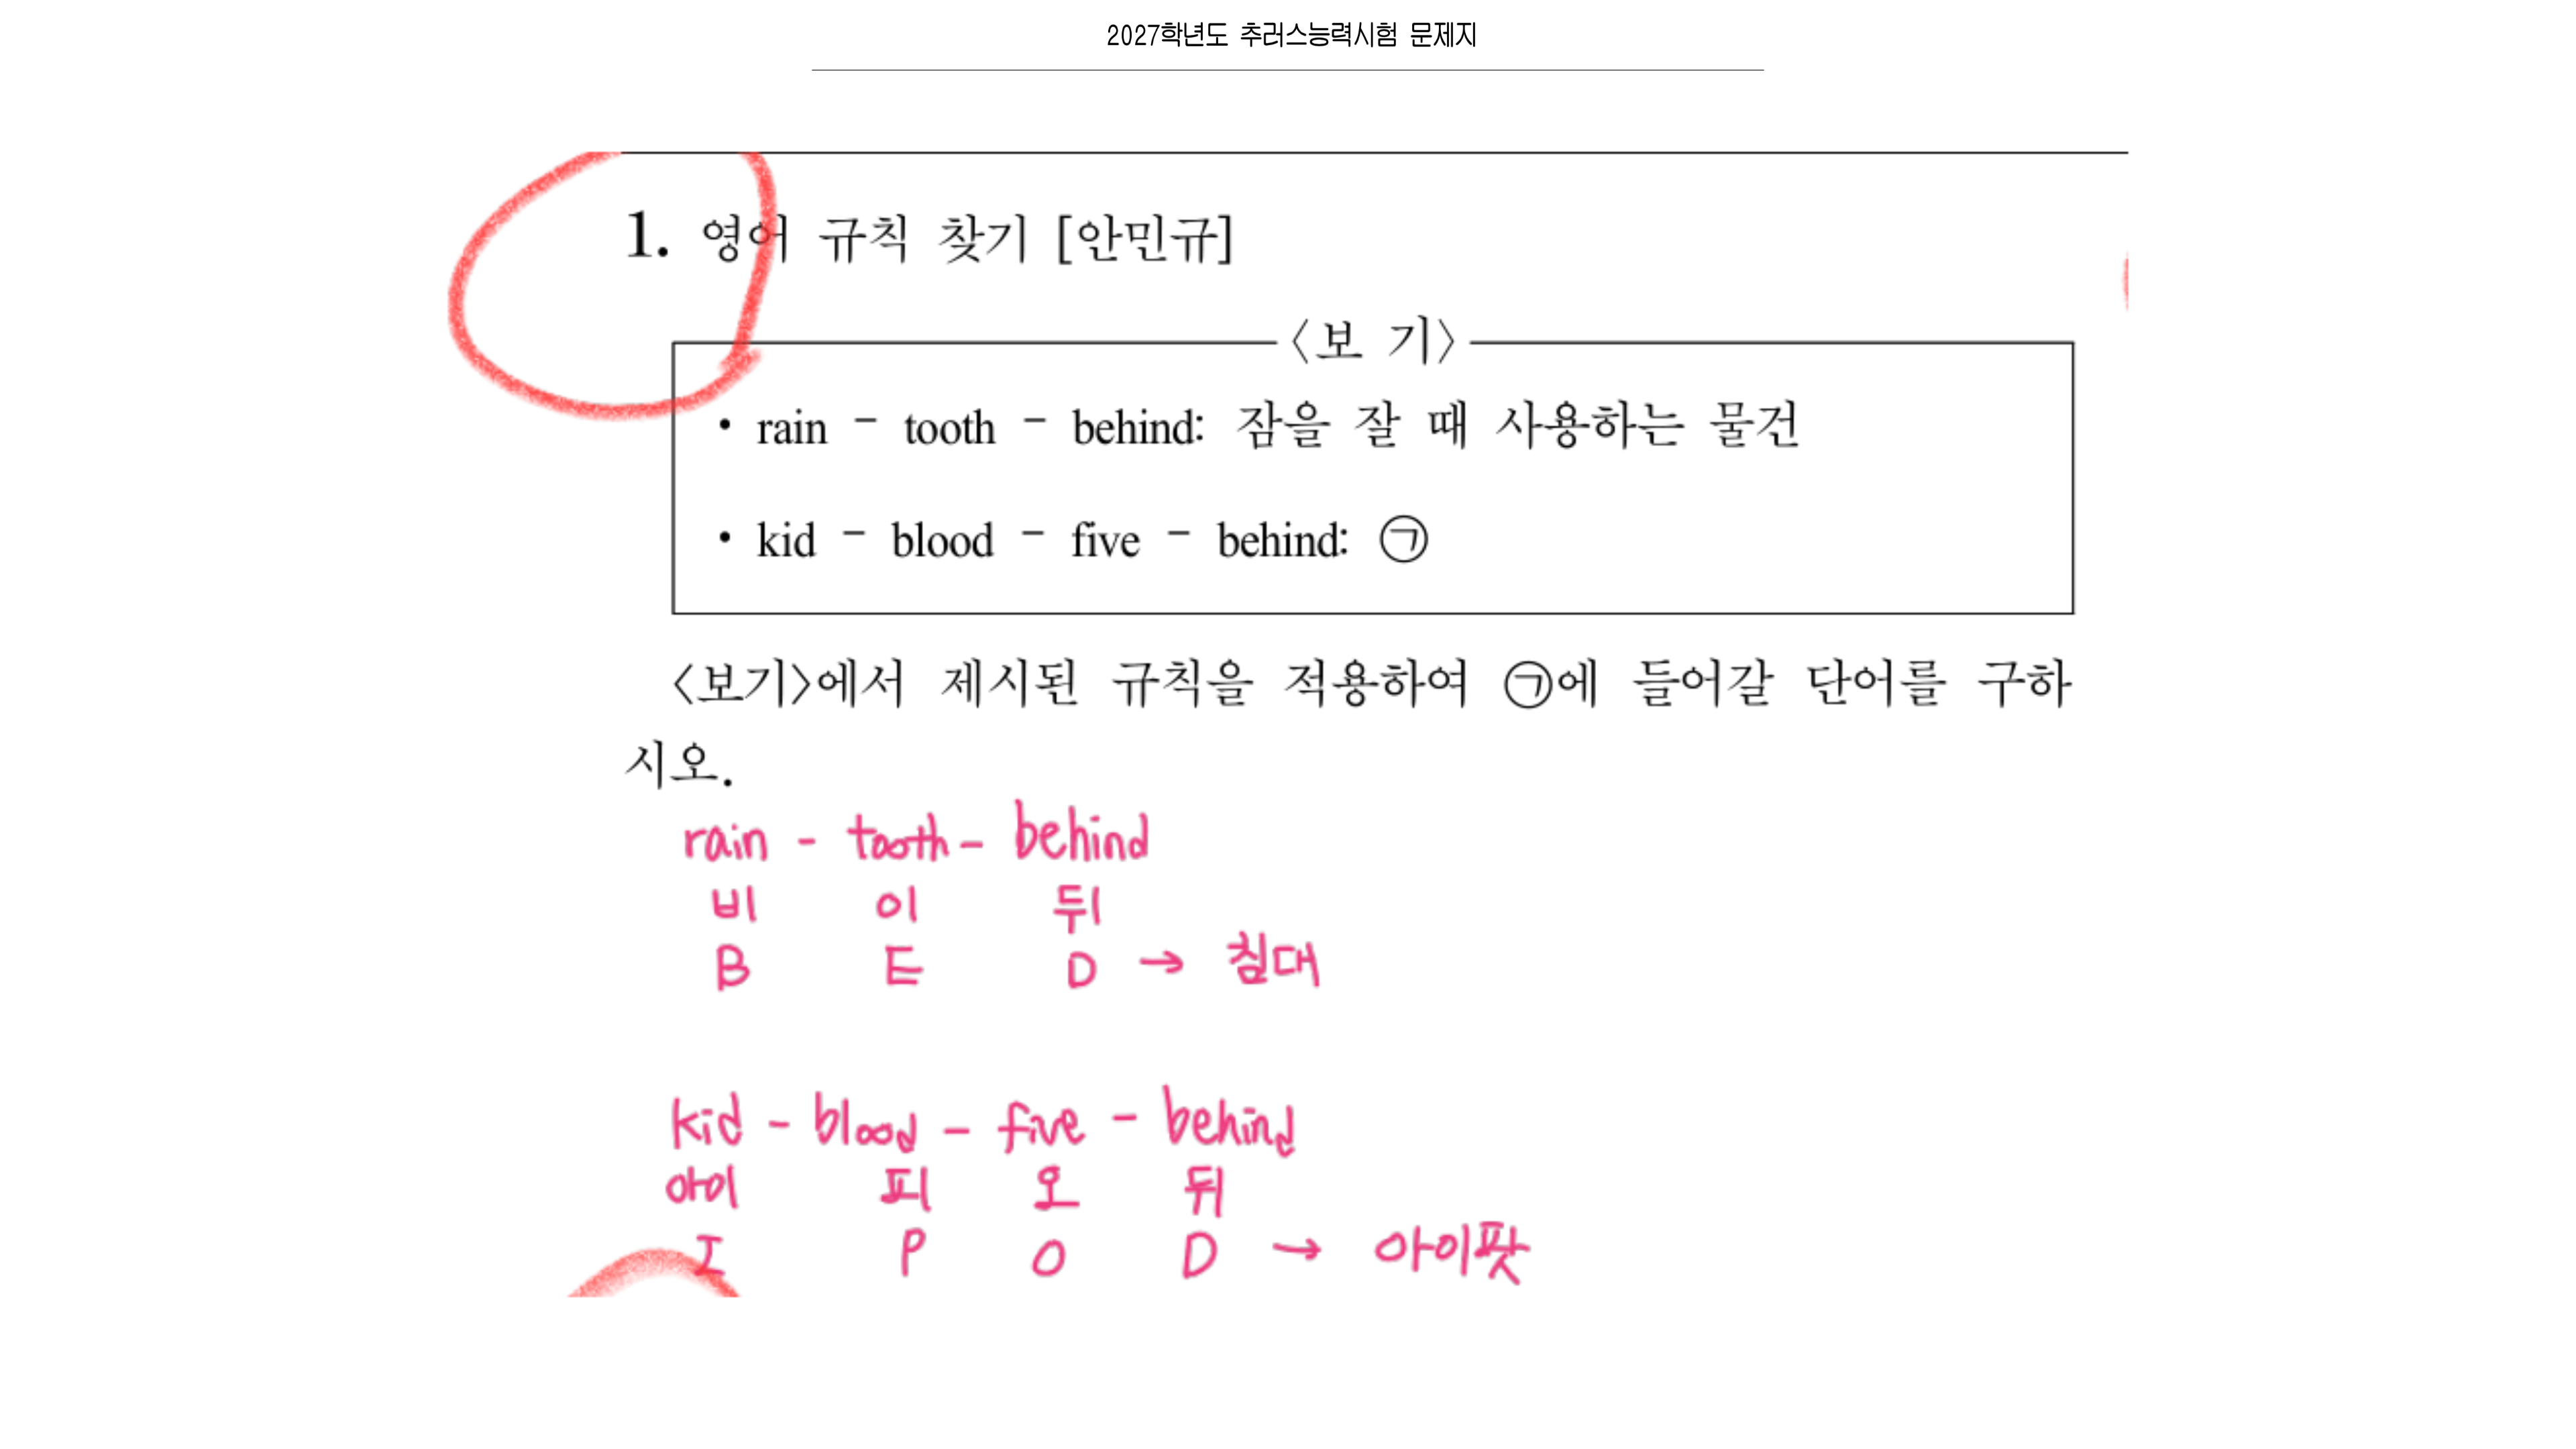 2027학년도 추러스능력시험 문제지
1. 영어 규칙 찾기 [안민규]
<보 기>
• rain - tooth - behind: 잠을 잘 때 사용하는 물건
• kid - blood - five - behind: ㉠
<보기>에서 제시된 규칙을 적용하여 ㉠에 들어갈 단어를 구하
시오.
rain - tooth - behind
비 이 뒤
B E D → 침대
kid - blood - five - behind
아이 피 오 뒤
I P O D → 아이팟